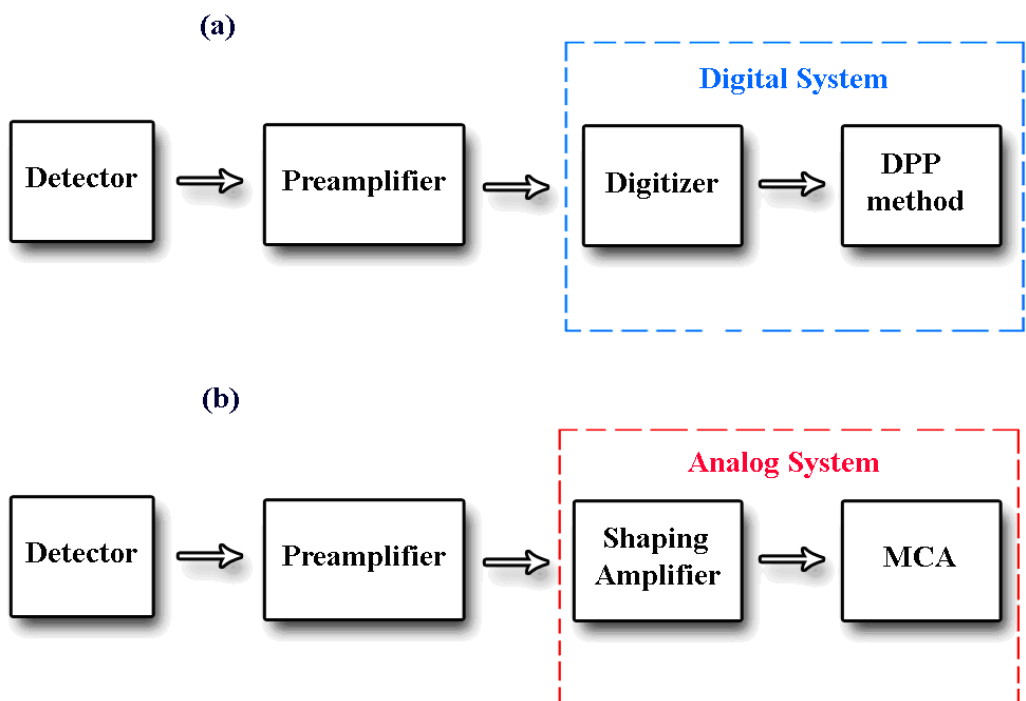 (a)
Digital System
Detector
Preamplifier
Digitizer
DPP
method
(b)
Analog System
Detector
Preamplifier
Shaping
Amplifier
MCA